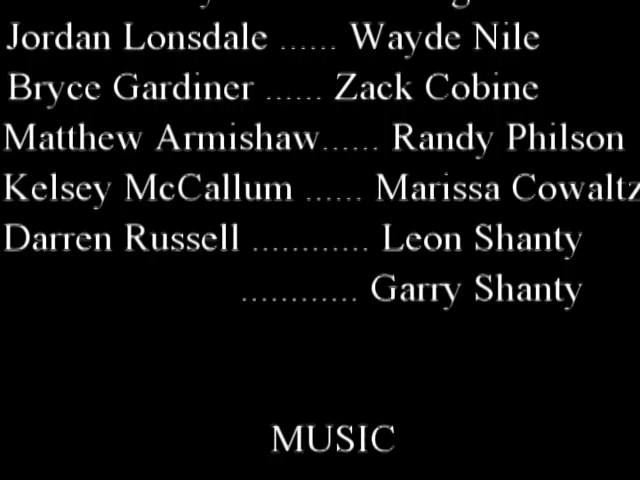 Jordan Lonsdale ...... Wayde Nile
Bryce Gardiner ...... Zack Cobine
Matthew Armishaw...... Randy Philson
Kelsey McCallum ...... Marissa Cowaltz
Darren Russell ............ Leon Shanty
............ Garry Shanty
MUSIC